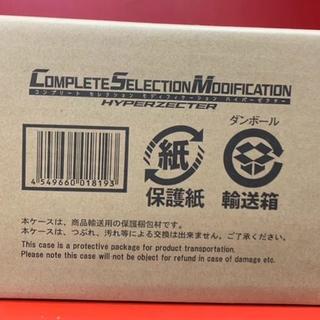 COMPLETE SELECTION MODIFICATION
コンプリート セレクション モディフィケーション ハイパーゼクター
HYPERZECTER
ダンボール
紙
4 549660 018193
保護紙
輸送箱
本ケースは、商品輸送用の保護梱包材です。
本ケースは、つぶれ、汚れ等による交換は出来ません。ご了承ください。
This case is a protective package for product transportation.
Please note this case will not be object for refund in case of damage etc.